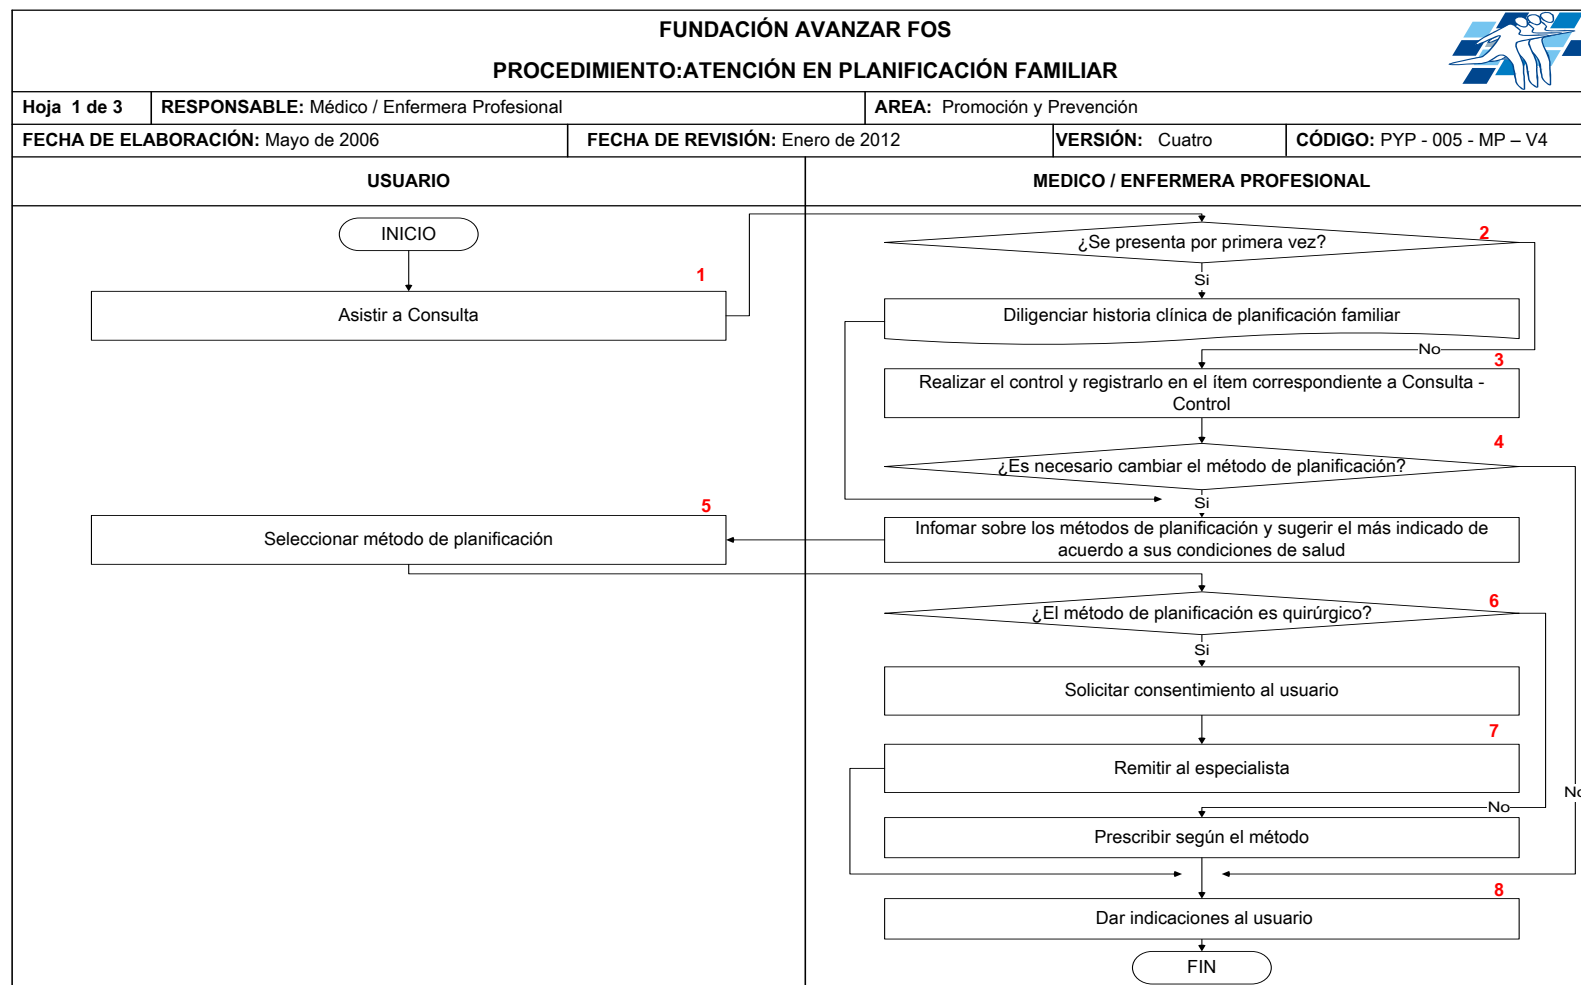 FUNDACIÓN AVANZAR FOS
PROCEDIMIENTO:ATENCIÓN EN PLANIFICACIÓN FAMILIAR
Hoja 1 de 3
RESPONSABLE: Médico / Enfermera Profesional
AREA: Promoción y Prevención
FECHA DE ELABORACIÓN: Mayo de 2006
FECHA DE REVISIÓN: Enero de 2012
VERSIÓN: Cuatro
CÓDIGO: PYP - 005 - MP – V4
USUARIO
MEDICO / ENFERMERA PROFESIONAL
INICIO
1
Asistir a Consulta
2
¿Se presenta por primera vez?
Si
Diligenciar historia clínica de planificación familiar
No
3
Realizar el control y registrarlo en el ítem correspondiente a Consulta -
Control
4
¿Es necesario cambiar el método de planificación?
Si
Infomar sobre los métodos de planificación y sugerir el más indicado de
acuerdo a sus condiciones de salud
5
Seleccionar método de planificación
6
¿El método de planificación es quirúrgico?
Si
Solicitar consentimiento al usuario
7
Remitir al especialista
No
No
Prescribir según el método
8
Dar indicaciones al usuario
FIN